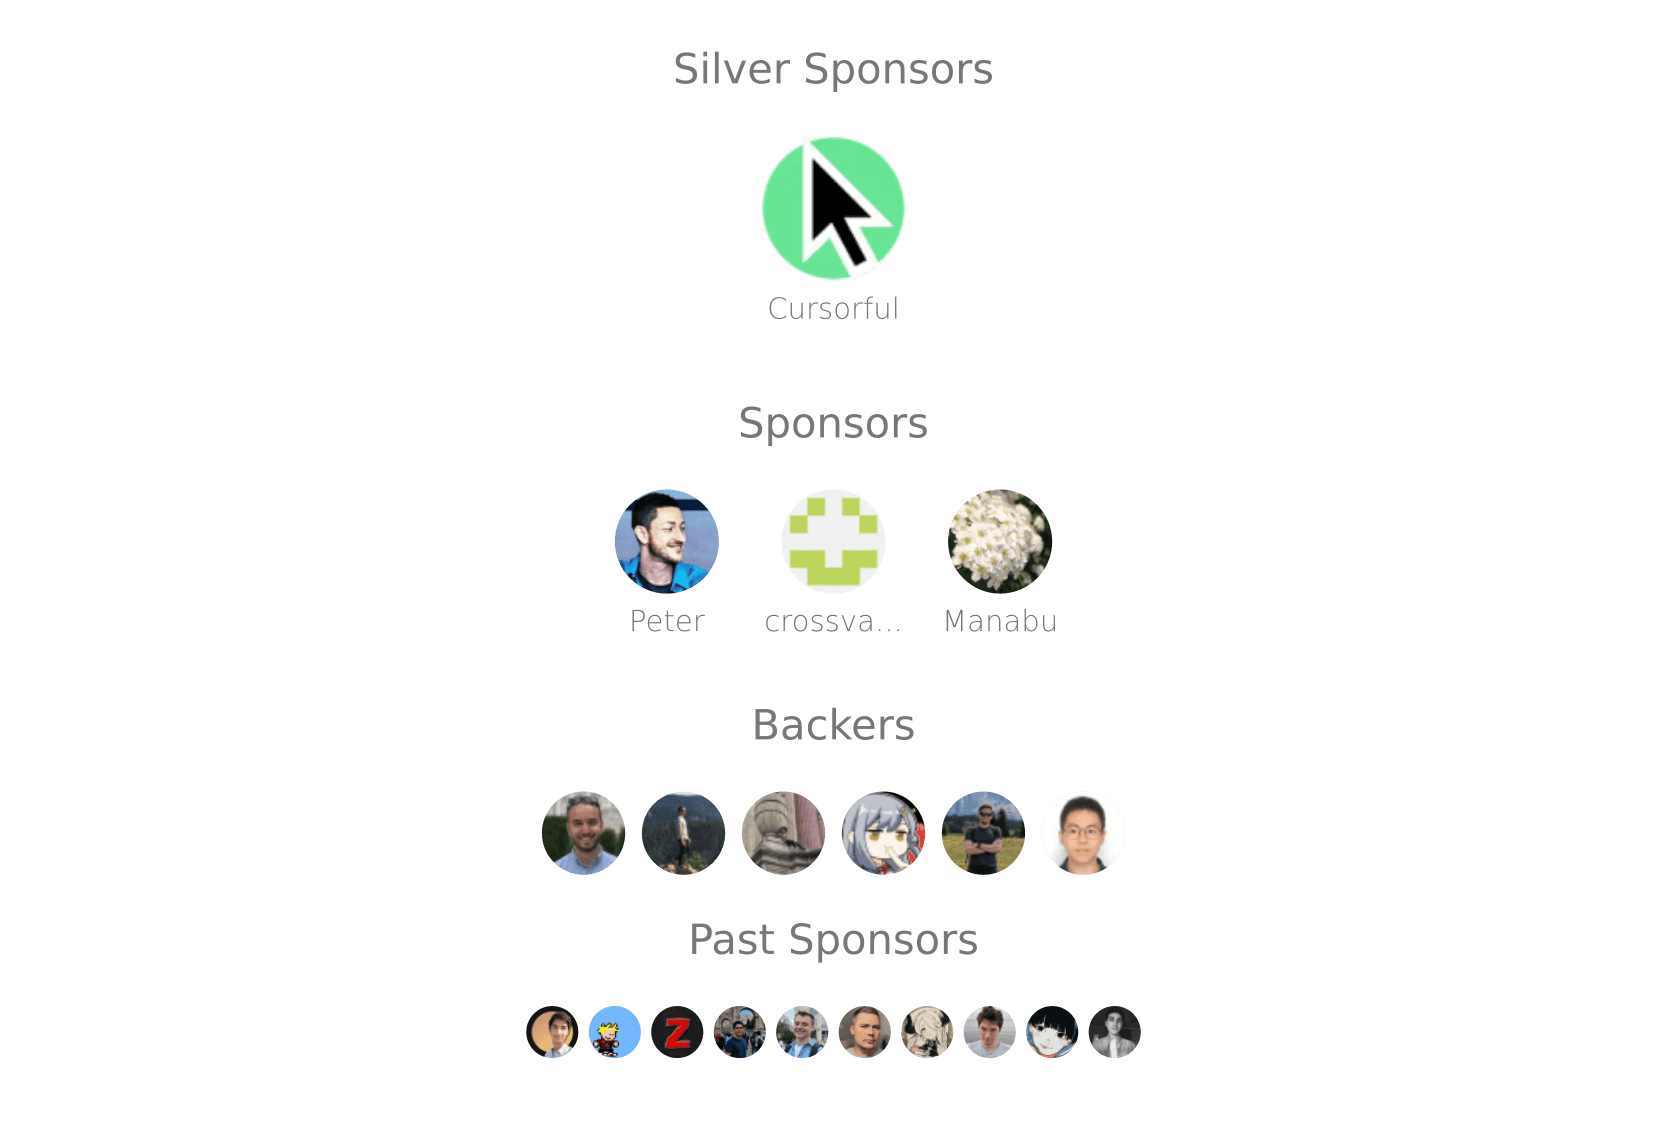 Silver Sponsors
Cursorful
Sponsors
Peter crossva... Manabu
Backers
Past Sponsors
Z